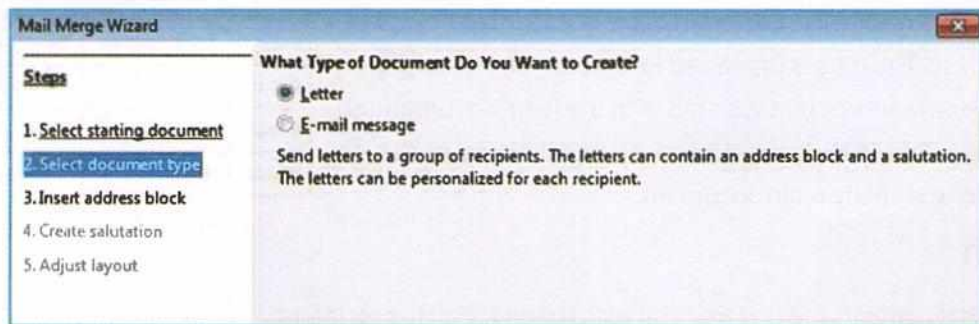 Mail Merge Wizard
Steps
1. Select starting document
2. Select document type
3. Insert address block
4. Create salutation
5. Adjust layout
What Type of Document Do You Want to Create?
Letter
E-mail message
Send letters to a group of recipients. The letters can contain an address block and a salutation.
The letters can be personalized for each recipient.